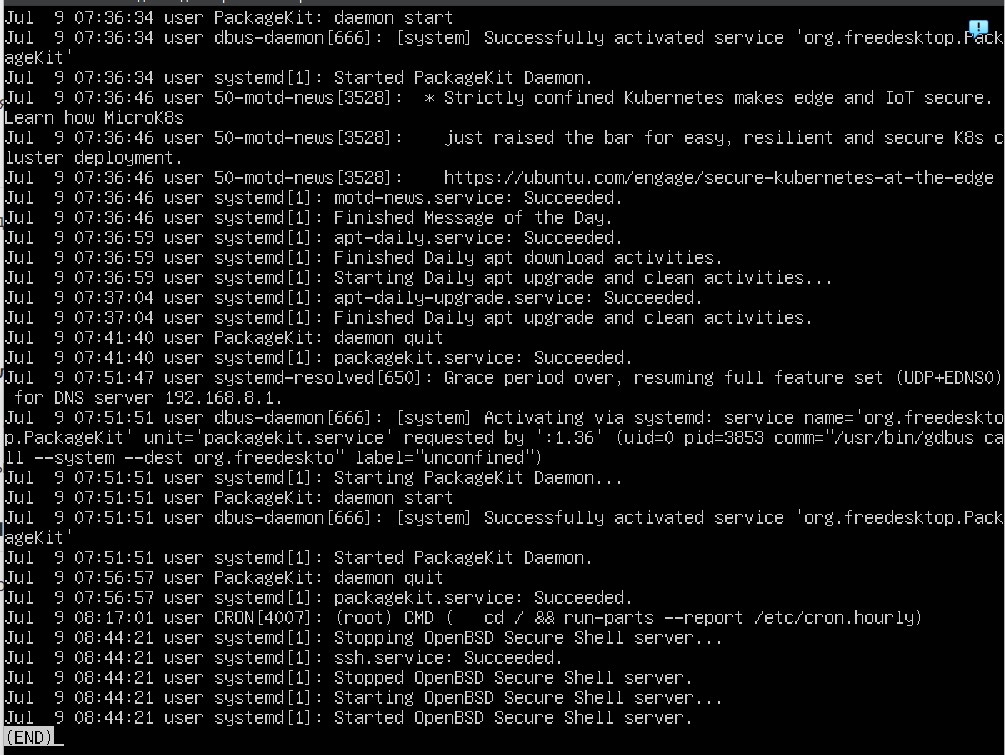 Jul  9 07:36:34 user PackageKit: daemon start
Jul  9 07:36:34 user dbus-daemon[666]: [system] Successfully activated service 'org.freedesktop.Pack
ageKit'
Jul  9 07:36:34 user systemd[1]: Started PackageKit Daemon.
Jul  9 07:36:46 user 50-motd-news[3528]:  * Strictly confined Kubernetes makes edge and IoT secure.
Learn how MicroK8s
Jul  9 07:36:46 user 50-motd-news[3528]:    just raised the bar for easy, resilient and secure K8s c
luster deployment.
Jul  9 07:36:46 user 50-motd-news[3528]:    https://ubuntu.com/engage/secure-kubernetes-at-the-edge
Jul  9 07:36:46 user systemd[1]: motd-news.service: Succeeded.
Jul  9 07:36:46 user systemd[1]: Finished Message of the Day.
Jul  9 07:36:59 user systemd[1]: apt-daily.service: Succeeded.
Jul  9 07:36:59 user systemd[1]: Finished Daily apt download activities.
Jul  9 07:36:59 user systemd[1]: Starting Daily apt upgrade and clean activities...
Jul  9 07:37:04 user systemd[1]: apt-daily-upgrade.service: Succeeded.
Jul  9 07:37:04 user systemd[1]: Finished Daily apt upgrade and clean activities.
Jul  9 07:41:40 user PackageKit: daemon quit
Jul  9 07:41:40 user systemd[1]: packagekit.service: Succeeded.
Jul  9 07:51:47 user systemd-resolved[650]: Grace period over, resuming full feature set (UDP+EDNS0)
 for DNS server 192.168.8.1.
Jul  9 07:51:51 user dbus-daemon[666]: [system] Activating via systemd: service name='org.freedeskto
p.PackageKit' unit='packagekit.service' requested by ':1.36' (uid=0 pid=3853 comm="/usr/bin/gdbus ca
ll --system --dest org.freedeskto" label="unconfined")
Jul  9 07:51:51 user systemd[1]: Starting PackageKit Daemon...
Jul  9 07:51:51 user PackageKit: daemon start
Jul  9 07:51:51 user dbus-daemon[666]: [system] Successfully activated service 'org.freedesktop.Pack
ageKit'
Jul  9 07:51:51 user systemd[1]: Started PackageKit Daemon.
Jul  9 07:56:57 user PackageKit: daemon quit
Jul  9 07:56:57 user systemd[1]: packagekit.service: Succeeded.
Jul  9 08:17:01 user CRON[4007]: (root) CMD (   cd / && run-parts --report /etc/cron.hourly)
Jul  9 08:44:21 user systemd[1]: Stopping OpenBSD Secure Shell server...
Jul  9 08:44:21 user systemd[1]: ssh.service: Succeeded.
Jul  9 08:44:21 user systemd[1]: Stopped OpenBSD Secure Shell server.
Jul  9 08:44:21 user systemd[1]: Starting OpenBSD Secure Shell server...
Jul  9 08:44:21 user systemd[1]: Started OpenBSD Secure Shell server.
(END)